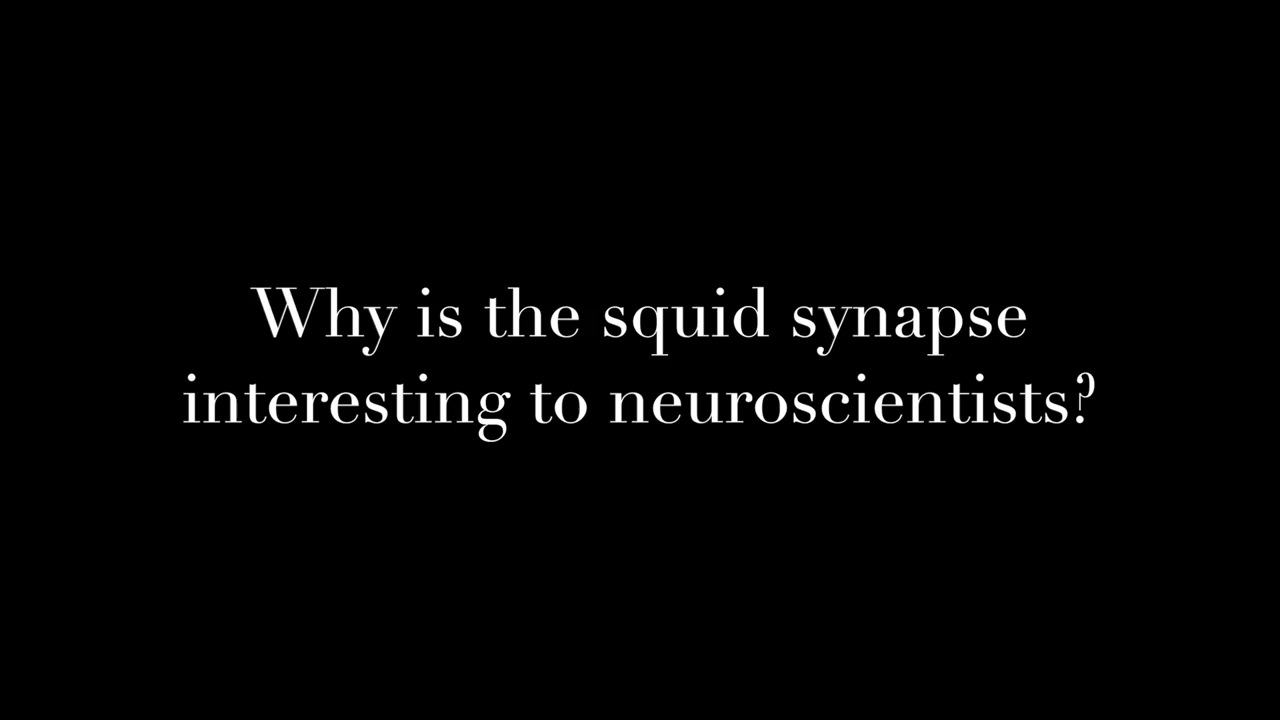 Why is the squid synapse
interesting to neuroscientists?